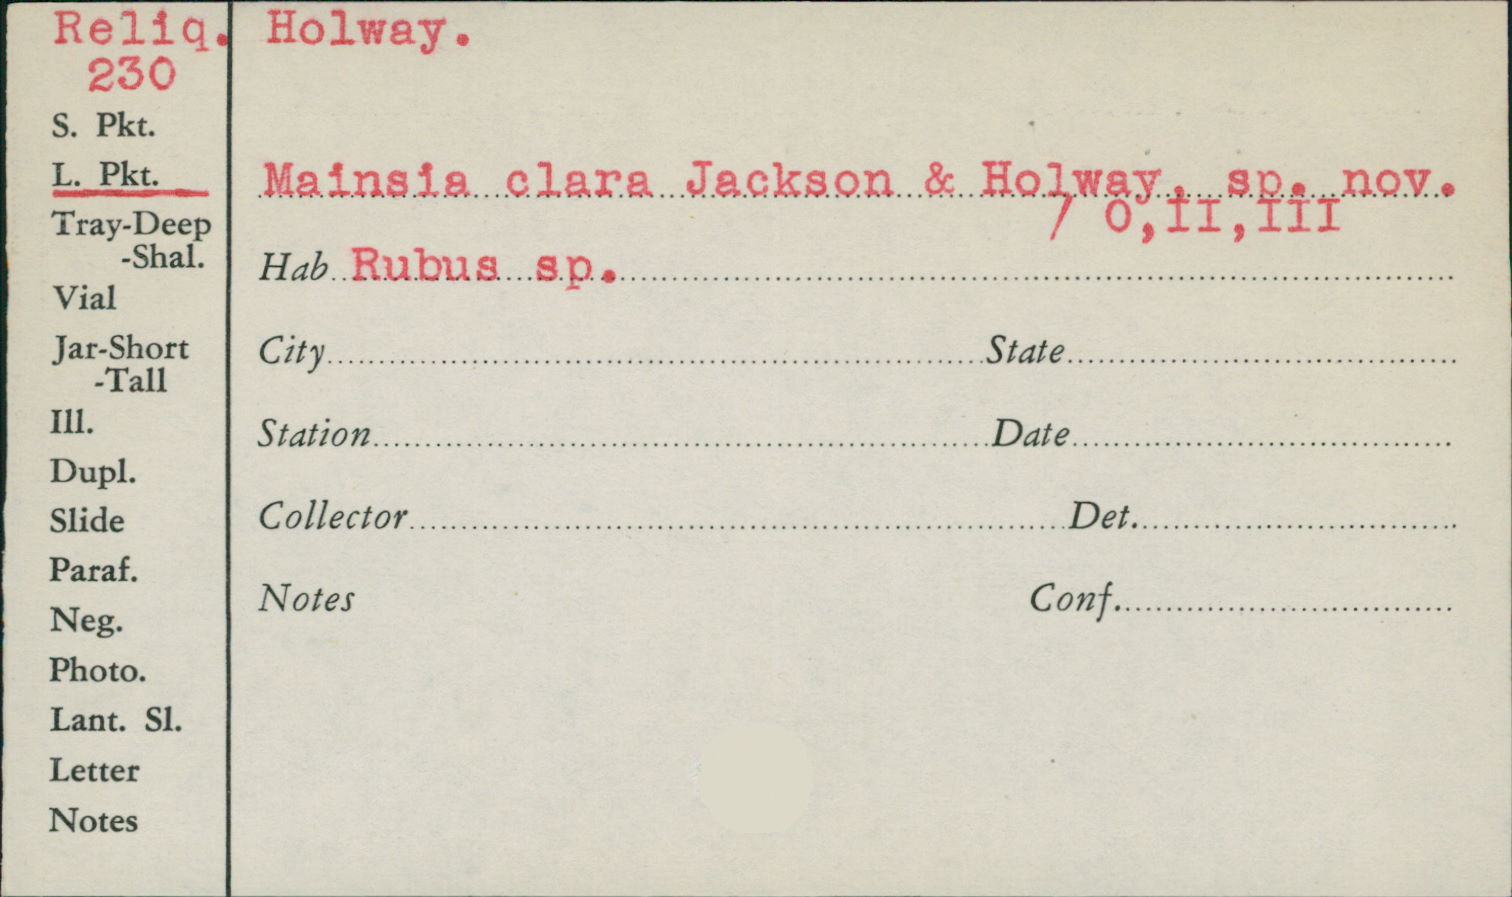 Reliq. Holway.
230
S. Pkt.
L. Pkt.
Mainsia clara Jackson & Holway, sp. nov.
/ 0,II,III
Tray-Deep
-Shal.
Hab Rubus sp.
Vial
Jar-Short
-Tall
City State
Ill.
Station Date
Dupl.
Slide
Collector Det.
Paraf.
Neg.
Notes Conf.
Photo.
Lant. Sl.
Letter
Notes